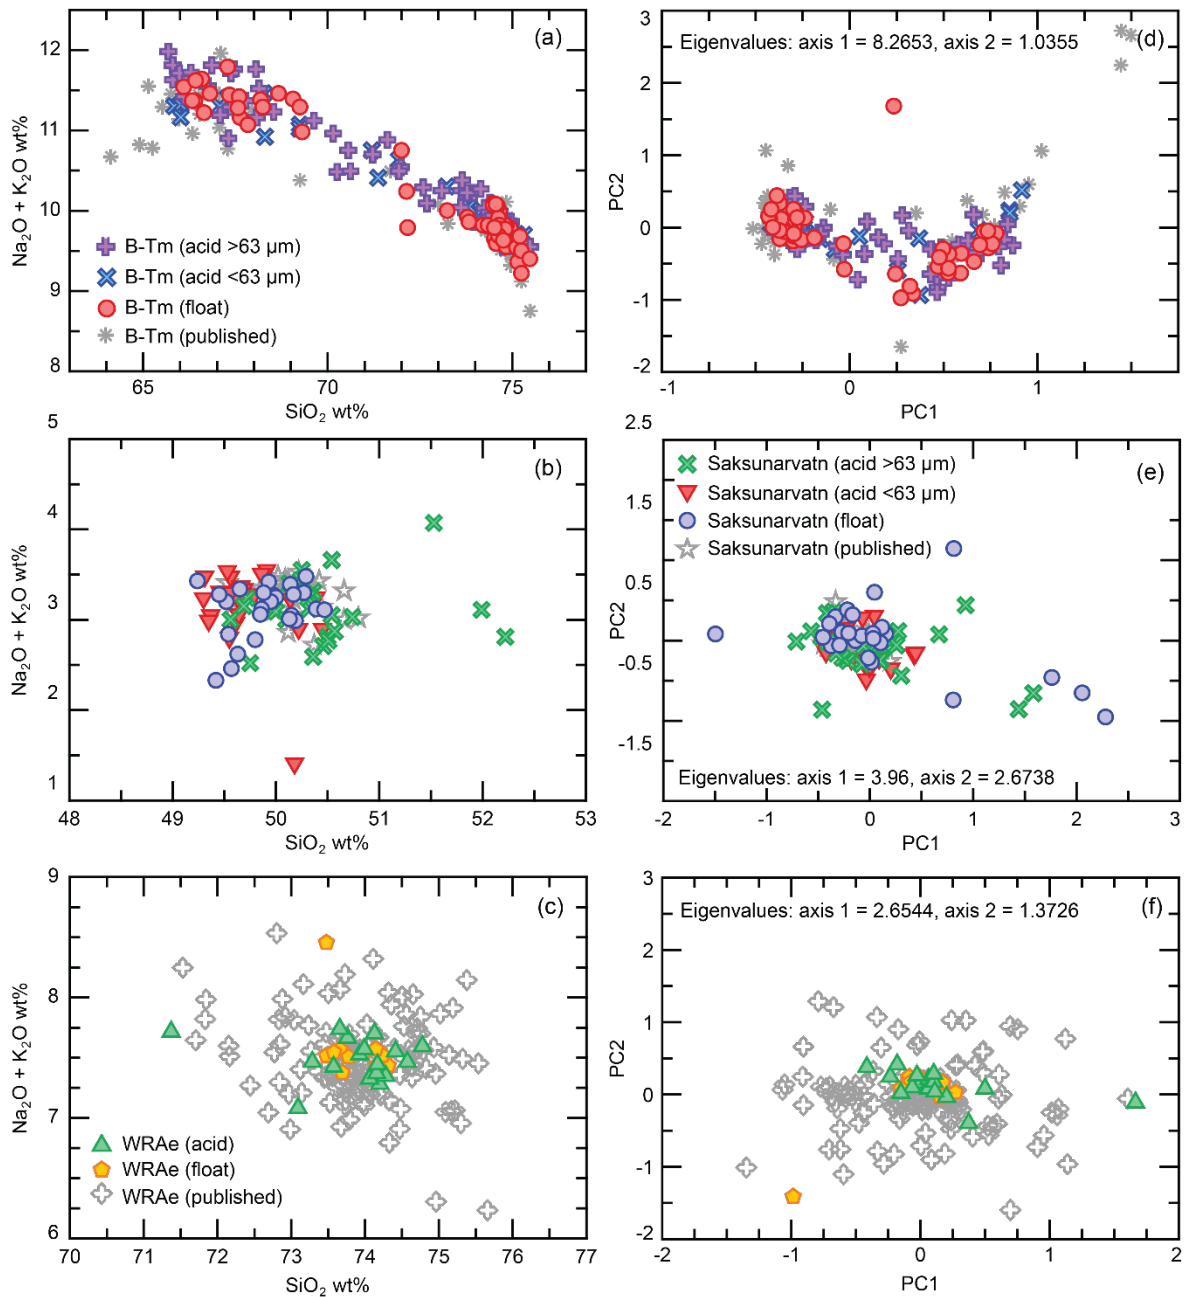 (a)
12
11
10
9
8
Na₂O + K₂O wt%
B-Tm (acid >63 µm)
B-Tm (acid <63 µm)
B-Tm (float)
B-Tm (published)
65
70
75
SiO₂ wt%
(d)
Eigenvalues: axis 1 = 8.2653, axis 2 = 1.0355
3
2
1
0
-1
-2
PC2
-1
0
1
PC1
(b)
5
4
3
2
1
Na₂O + K₂O wt%
48
49
50
51
52
53
SiO₂ wt%
(e)
2.5
1.5
0.5
-0.5
-1.5
PC2
Saksunarvatn (acid >63 µm)
Saksunarvatn (acid <63 µm)
Saksunarvatn (float)
Saksunarvatn (published)
Eigenvalues: axis 1 = 3.96, axis 2 = 2.6738
-2
-1
0
1
2
3
PC1
(c)
9
8
7
6
Na₂O + K₂O wt%
WRAe (acid)
WRAe (float)
WRAe (published)
70
71
72
73
74
75
76
77
SiO₂ wt%
(f)
Eigenvalues: axis 1 = 2.6544, axis 2 = 1.3726
3
2
1
0
-1
-2
PC2
-1
0
1
2
PC1